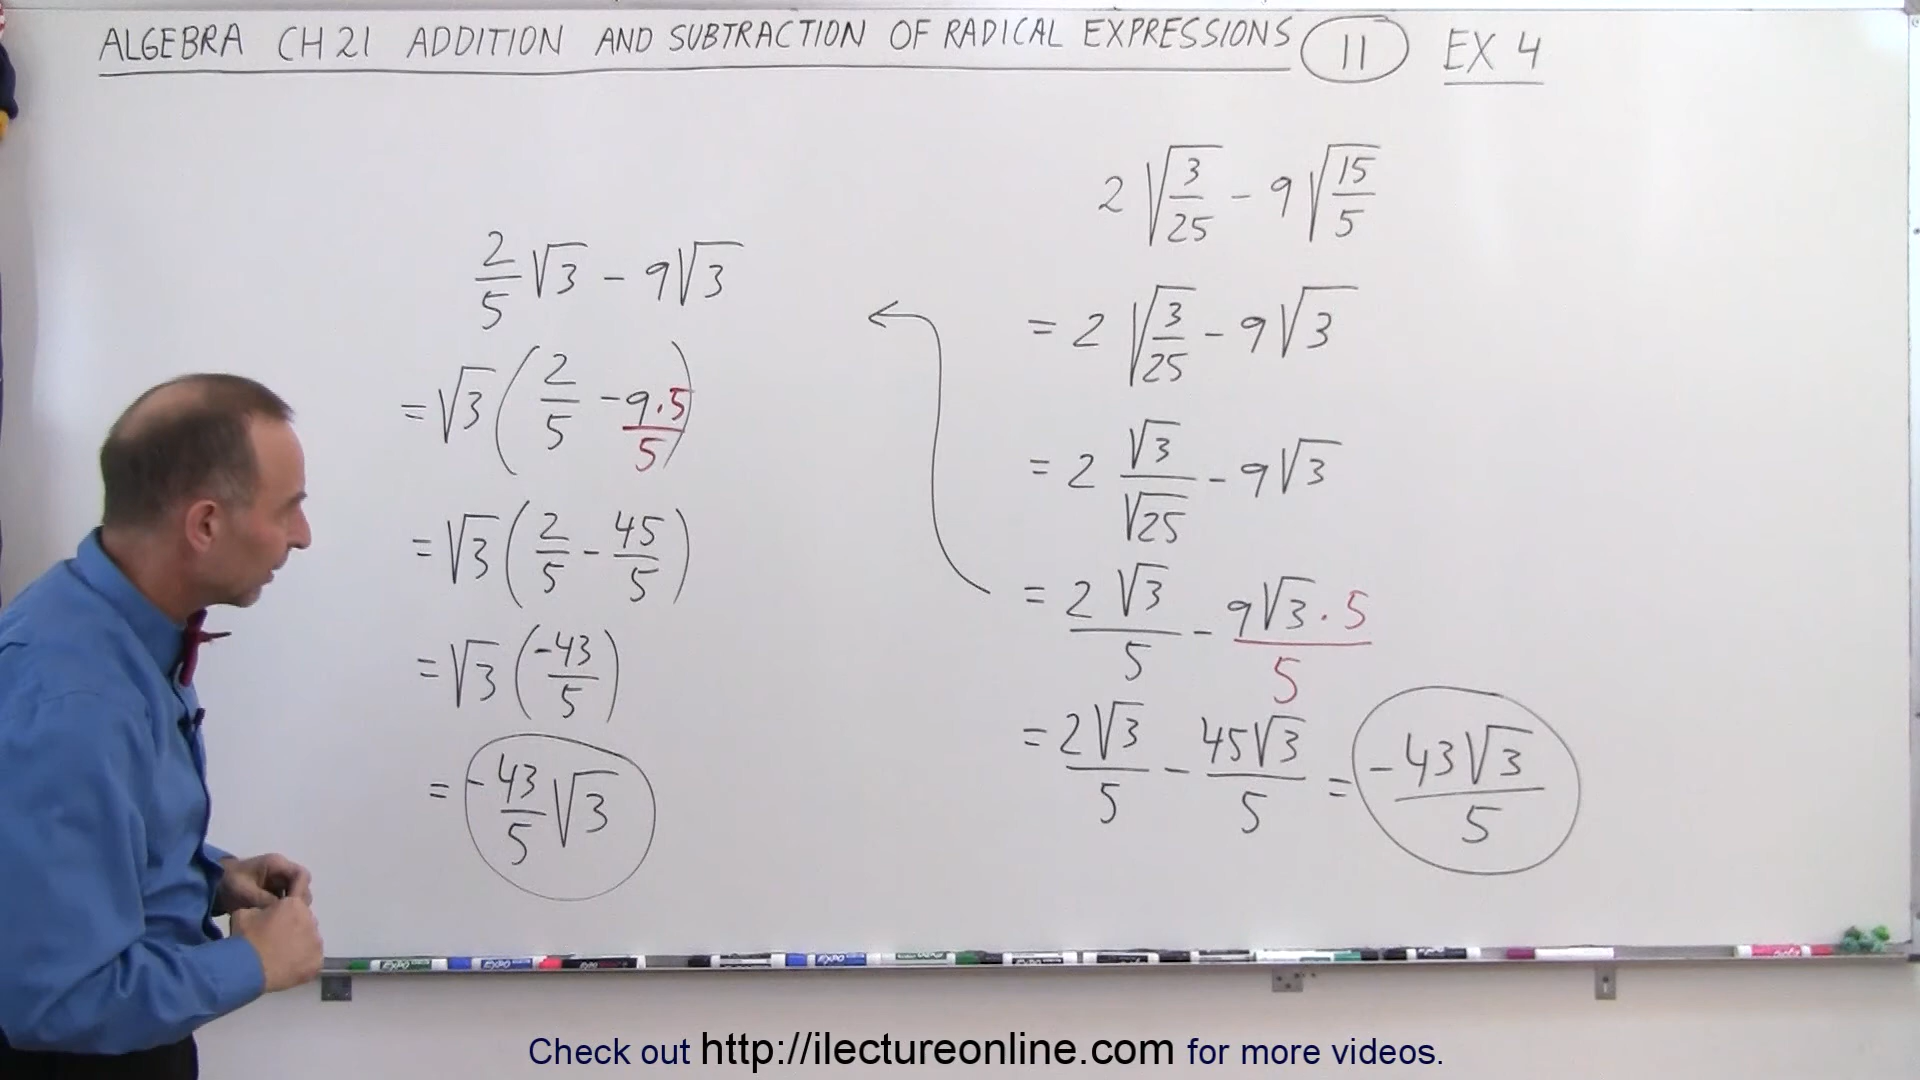 ALGEBRA CH 21 ADDITION AND SUBTRACTION OF RADICAL EXPRESSIONS 11 EX 4
2√(3/25) - 9√(15/5)
= 2√(3/25) - 9√3
= 2 √3/√25 - 9√3
= 2√3/5 - 9√3·5/5
= 2√3/5 - 45√3/5 = -43√3/5
2/5 √3 - 9√3
= √3 (2/5 - 9·5/5)
= √3 (2/5 - 45/5)
= √3 (-43/5)
= -43/5 √3
Check out http://ilectureonline.com for more videos.